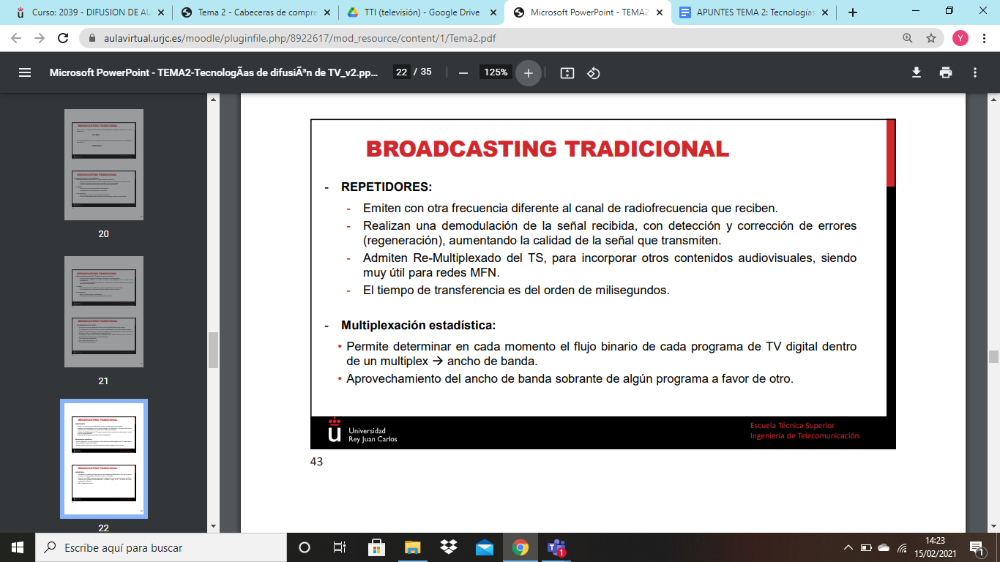 Curso: 2039 - DIFUSION DE AU
Tema 2 - Cabeceras de compre
TTI (televisión) - Google Drive
Microsoft PowerPoint - TEMA2
APUNTES TEMA 2: Tecnologías
aulavirtual.urjc.es/moodle/pluginfile.php/8922617/mod_resource/content/1/Tema2.pdf
Y
Microsoft PowerPoint - TEMA2-TecnologÃas de difusiÃ³n de TV_v2.pp...
22 / 35
125%
20
21
22
BROADCASTING TRADICIONAL
- REPETIDORES:
- Emiten con otra frecuencia diferente al canal de radiofrecuencia que reciben.
- Realizan una demodulación de la señal recibida, con detección y corrección de errores
(regeneración), aumentando la calidad de la señal que transmiten.
- Admiten Re-Multiplexado del TS, para incorporar otros contenidos audiovisuales, siendo
muy útil para redes MFN.
- El tiempo de transferencia es del orden de milisegundos.
- Multiplexación estadística:
• Permite determinar en cada momento el flujo binario de cada programa de TV digital dentro
de un multiplex → ancho de banda.
• Aprovechamiento del ancho de banda sobrante de algún programa a favor de otro.
u Universidad
Rey Juan Carlos
Escuela Técnica Superior
Ingeniería de Telecomunicación
43
Escribe aquí para buscar
1
14:23
15/02/2021
1